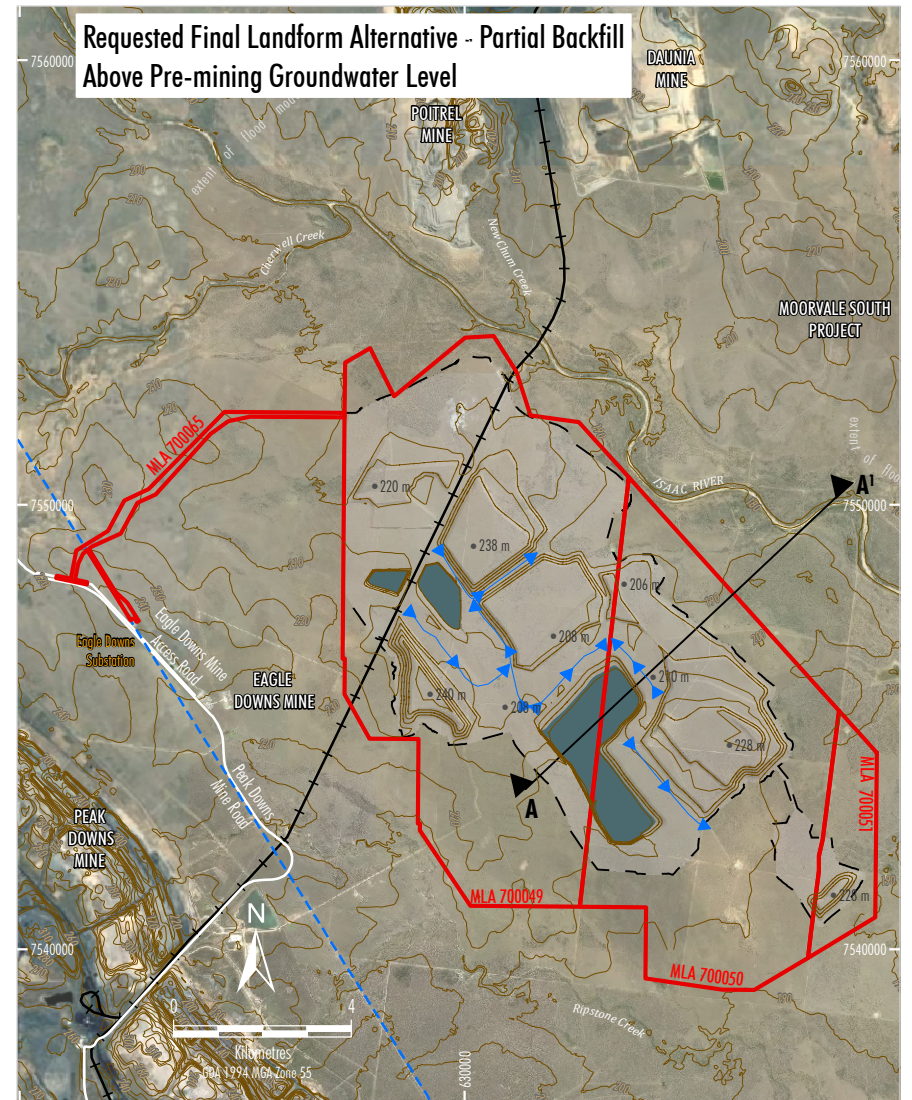 Requested Final Landform Alternative - Partial Backfill
Above Pre-mining Groundwater Level
7560000
7560000
DAUNIA
MINE
POITREL
MINE
extent of flood
Cherwell Creek
New Chum Creek
MOORVALE SOUTH
PROJECT
extent of floo
MLA 700065
ISAAC RIVER
A¹
7550000
7550000
220 m
238 m
206 m
208 m
240 m
208 m
210 m
228 m
Eagle Downs
Substation
Eagle Downs Mine
Access Road
EAGLE
DOWNS MINE
Peak Downs
Mine Road
A
PEAK
DOWNS
MINE
MLA 700051
MLA 700049
226 m
N
7540000
7540000
MLA 700050
0
4
Kilometres
GDA 1994 MGA Zone 55
630000
Ripstone Creek